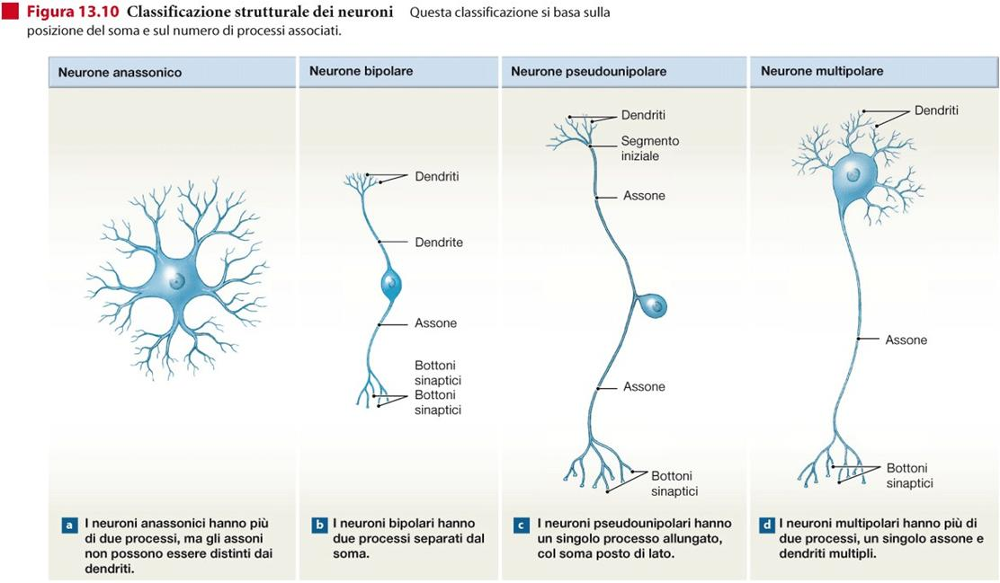 Figura 13.10 Classificazione strutturale dei neuroni Questa classificazione si basa sulla
posizione del soma e sul numero di processi associati.
Neurone anassonico
a I neuroni anassonici hanno più
di due processi, ma gli assoni
non possono essere distinti dai
dendriti.
Neurone bipolare
Dendriti
Dendrite
Assone
Bottoni
sinaptici
Bottoni
sinaptici
b I neuroni bipolari hanno
due processi separati dal
soma.
Neurone pseudounipolare
Dendriti
Segmento
iniziale
Assone
Assone
Bottoni
sinaptici
c I neuroni pseudounipolari hanno
un singolo processo allungato,
col soma posto di lato.
Neurone multipolare
Dendriti
Assone
Bottoni
sinaptici
d I neuroni multipolari hanno più di
due processi, un singolo assone e
dendriti multipli.